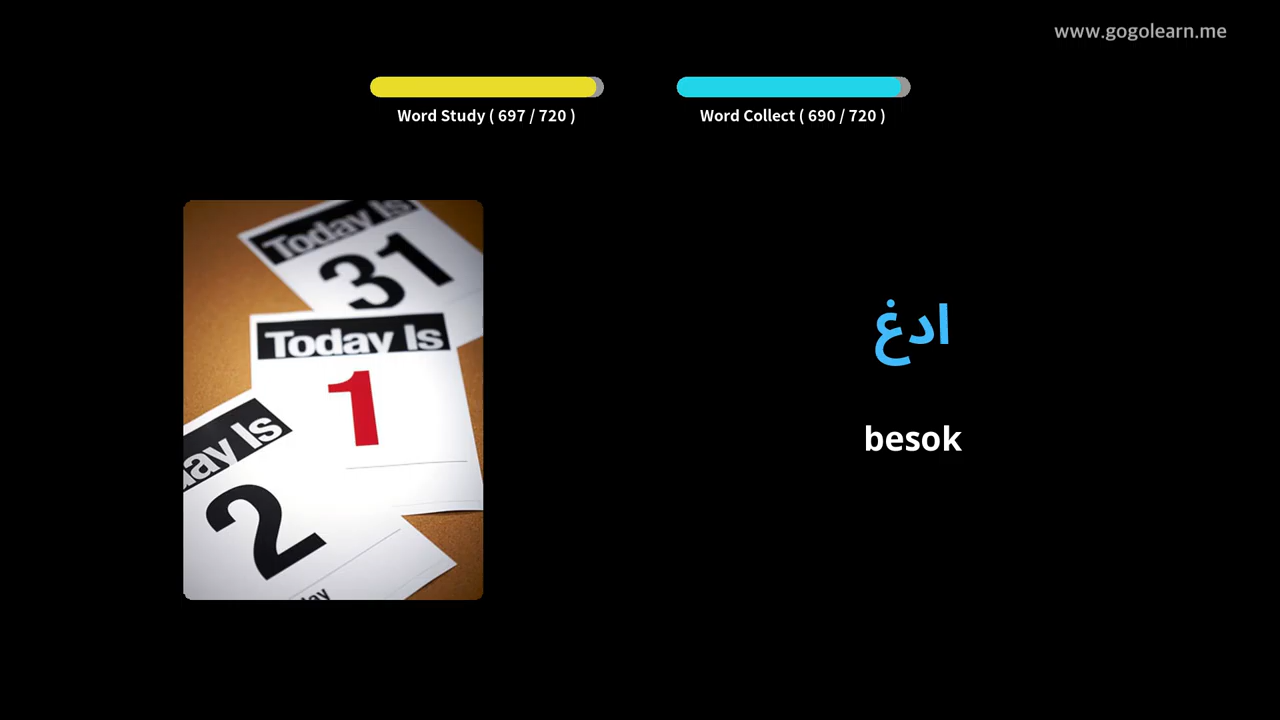 www.gogolearn.me
Word Study ( 697 / 720 )
Word Collect ( 690 / 720 )
Today Is
31
Today Is
1
day Is
2
ادغ
besok